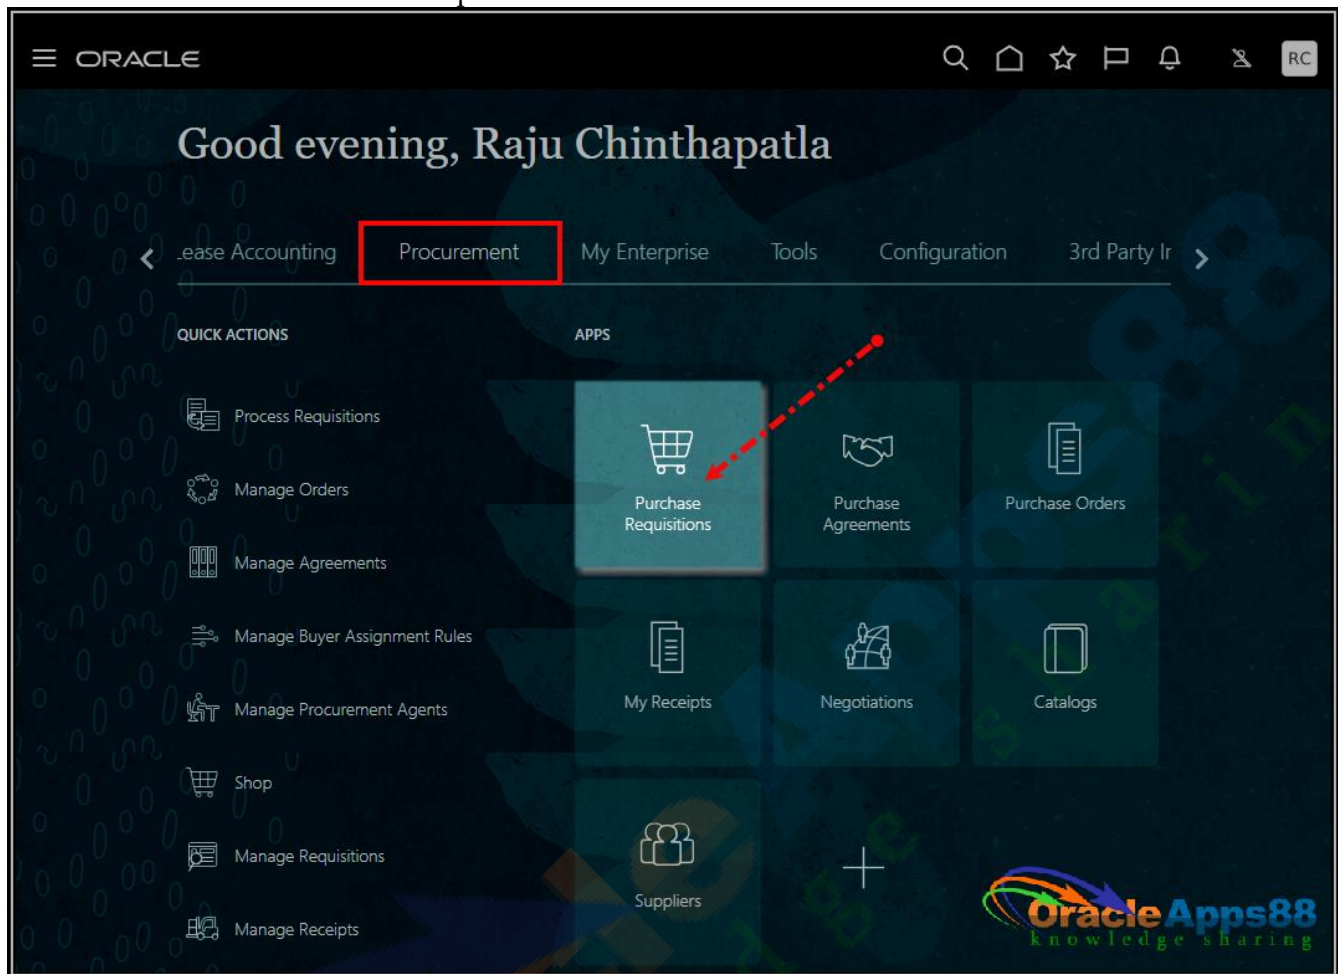 ORACLE
RC
Good evening, Raju Chinthapatla
ease Accounting
Procurement
My Enterprise
Tools
Configuration
3rd Party Ir
QUICK ACTIONS
APPS
Process Requisitions
Manage Orders
Manage Agreements
Manage Buyer Assignment Rules
Manage Procurement Agents
Shop
Manage Requisitions
Manage Receipts
Purchase
Requisitions
Purchase
Agreements
Purchase Orders
My Receipts
Negotiations
Catalogs
Suppliers
OracleApps88
knowledge sharing